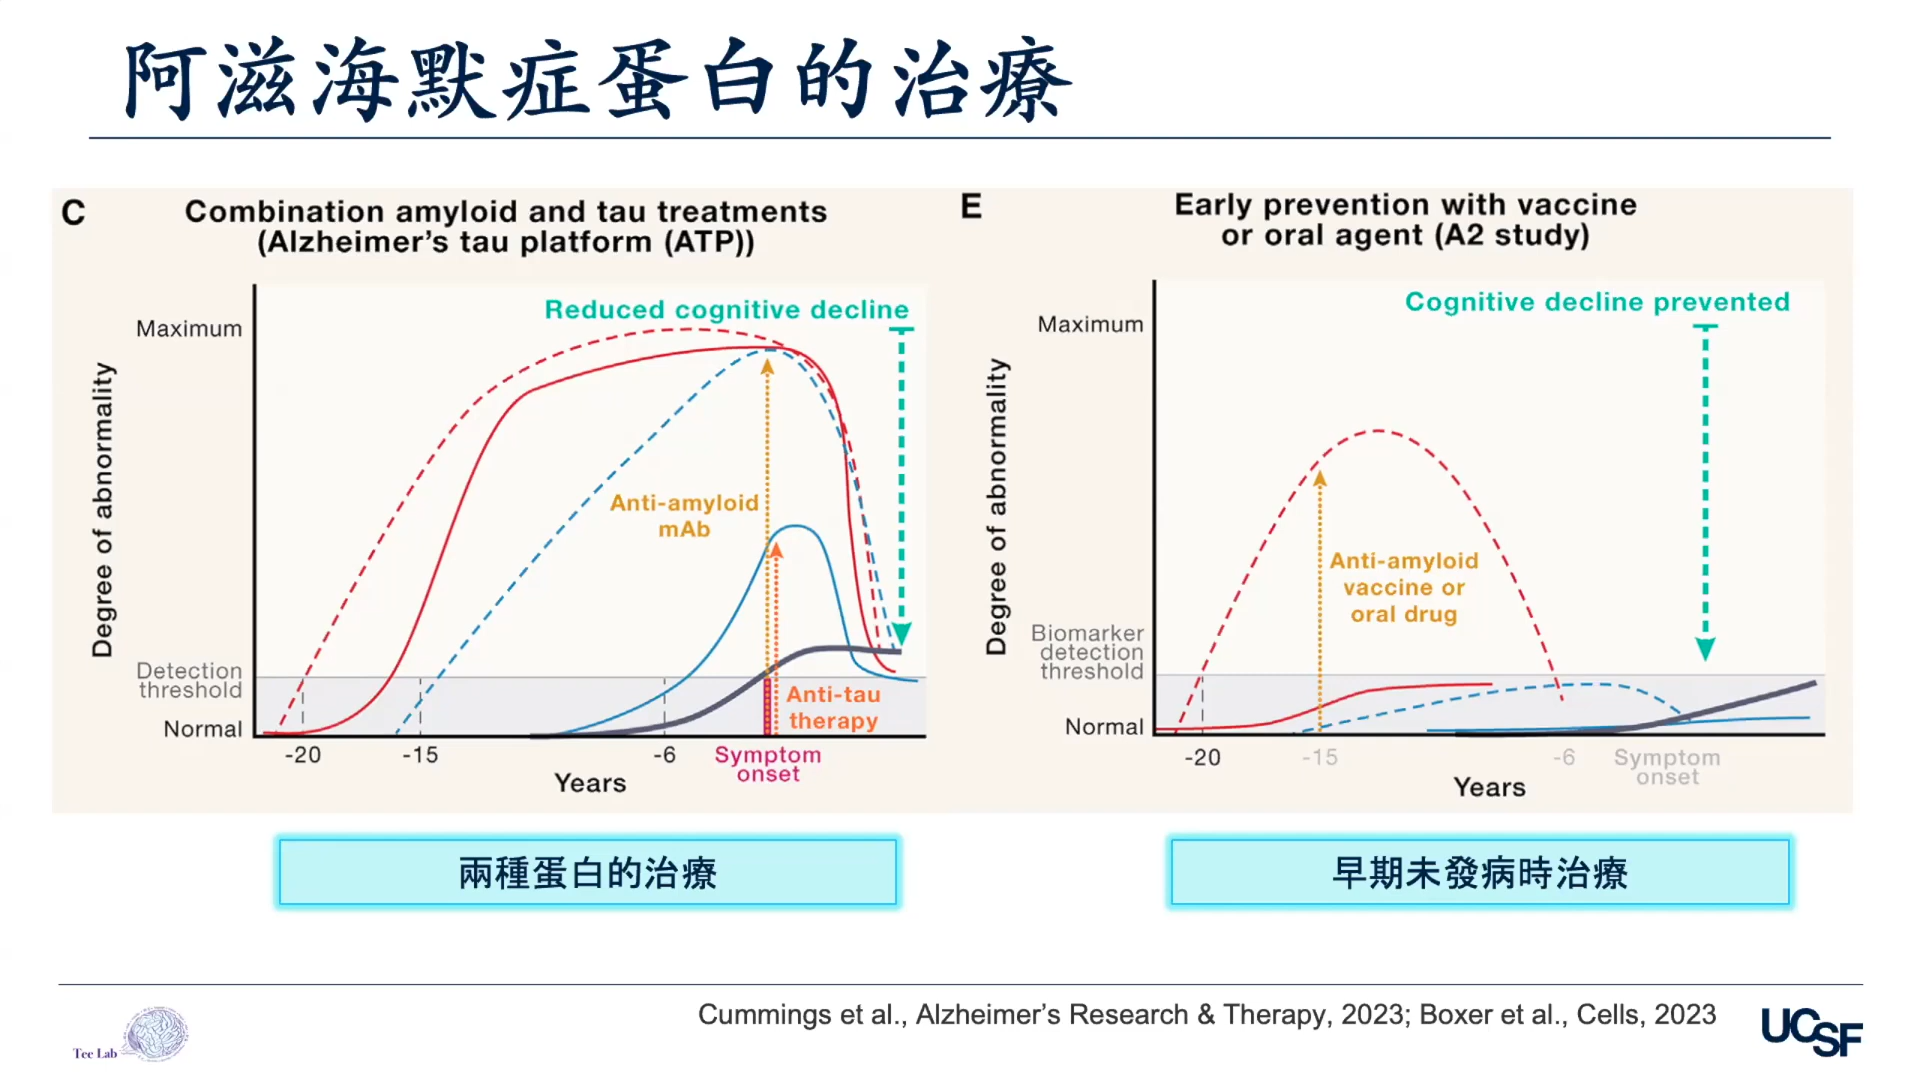 阿滋海默症蛋白的治療
C
Combination amyloid and tau treatments
(Alzheimer's tau platform (ATP))
Reduced cognitive decline
Maximum
Degree of abnormality
Anti-amyloid
mAb
Detection
threshold
Normal
Anti-tau
therapy
-20
-15
-6
Symptom
onset
Years
兩種蛋白的治療
E
Early prevention with vaccine
or oral agent (A2 study)
Cognitive decline prevented
Maximum
Degree of abnormality
Anti-amyloid
vaccine or
oral drug
Biomarker
detection
threshold
Normal
-20
-15
-6
Symptom
onset
Years
早期未發病時治療
Cummings et al., Alzheimer's Research & Therapy, 2023; Boxer et al., Cells, 2023
Tee Lab
UCSF